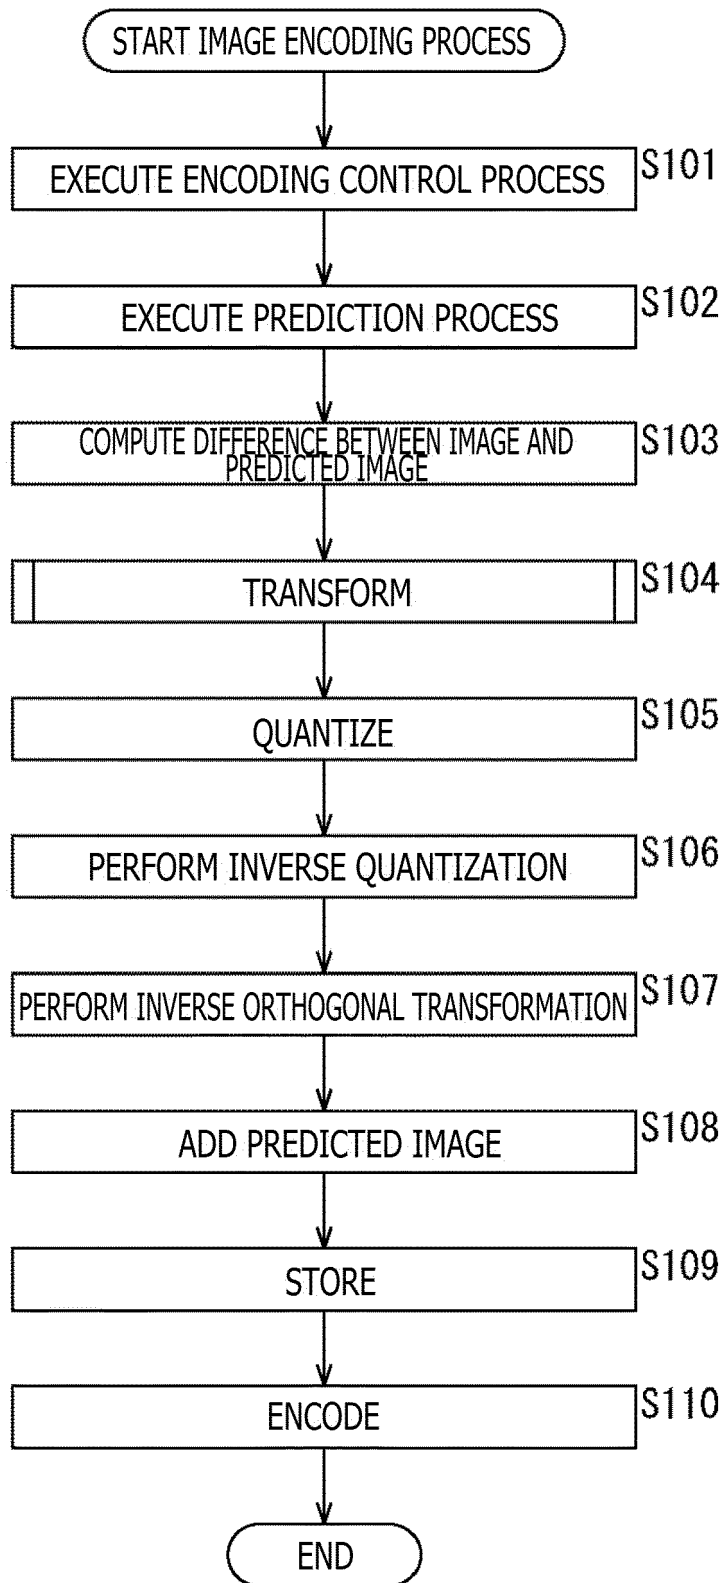 START IMAGE ENCODING PROCESS
EXECUTE ENCODING CONTROL PROCESS
S101
EXECUTE PREDICTION PROCESS
S102
COMPUTE DIFFERENCE BETWEEN IMAGE AND
PREDICTED IMAGE
S103
TRANSFORM
S104
QUANTIZE
S105
PERFORM INVERSE QUANTIZATION
S106
PERFORM INVERSE ORTHOGONAL TRANSFORMATION
S107
ADD PREDICTED IMAGE
S108
STORE
S109
ENCODE
S110
END